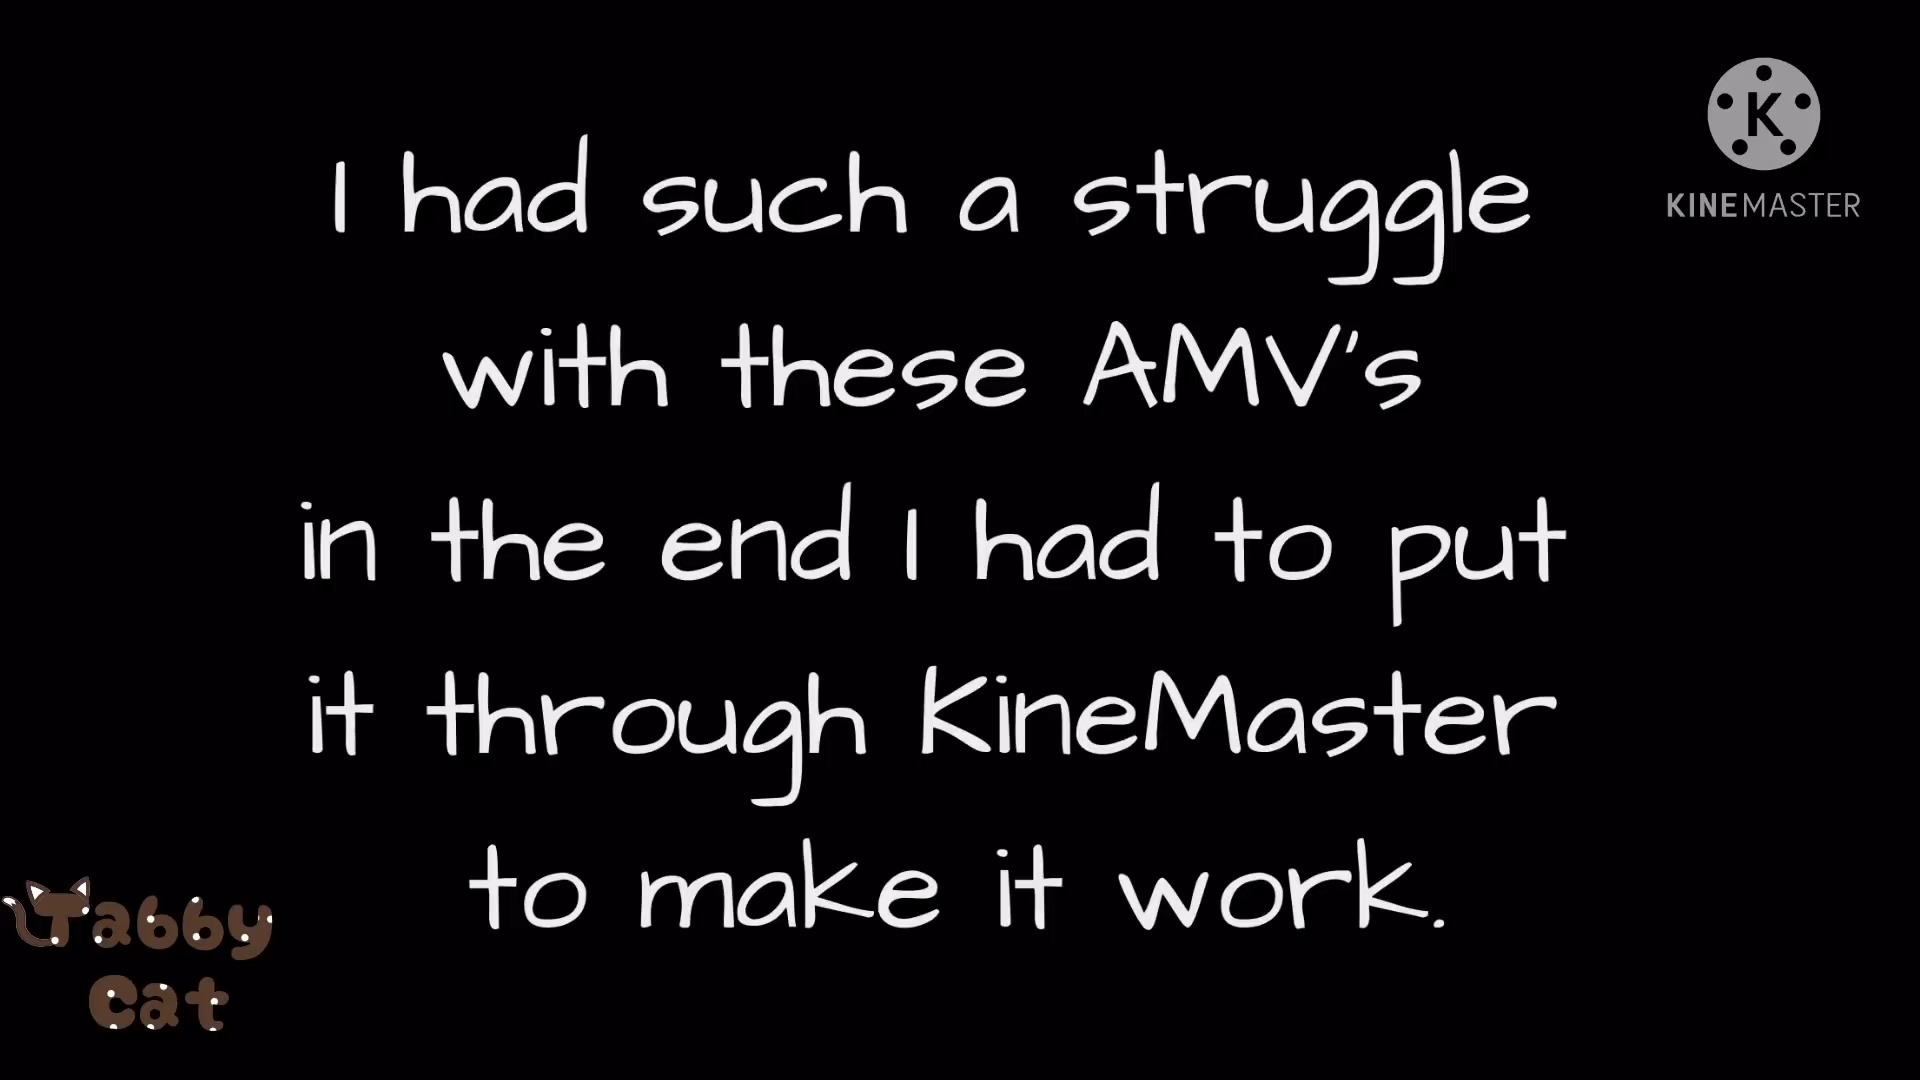 K
KINEMASTER
I had such a struggle
with these AMV's
in the end I had to put
it through KineMaster
to make it work.
Tabby
Cat